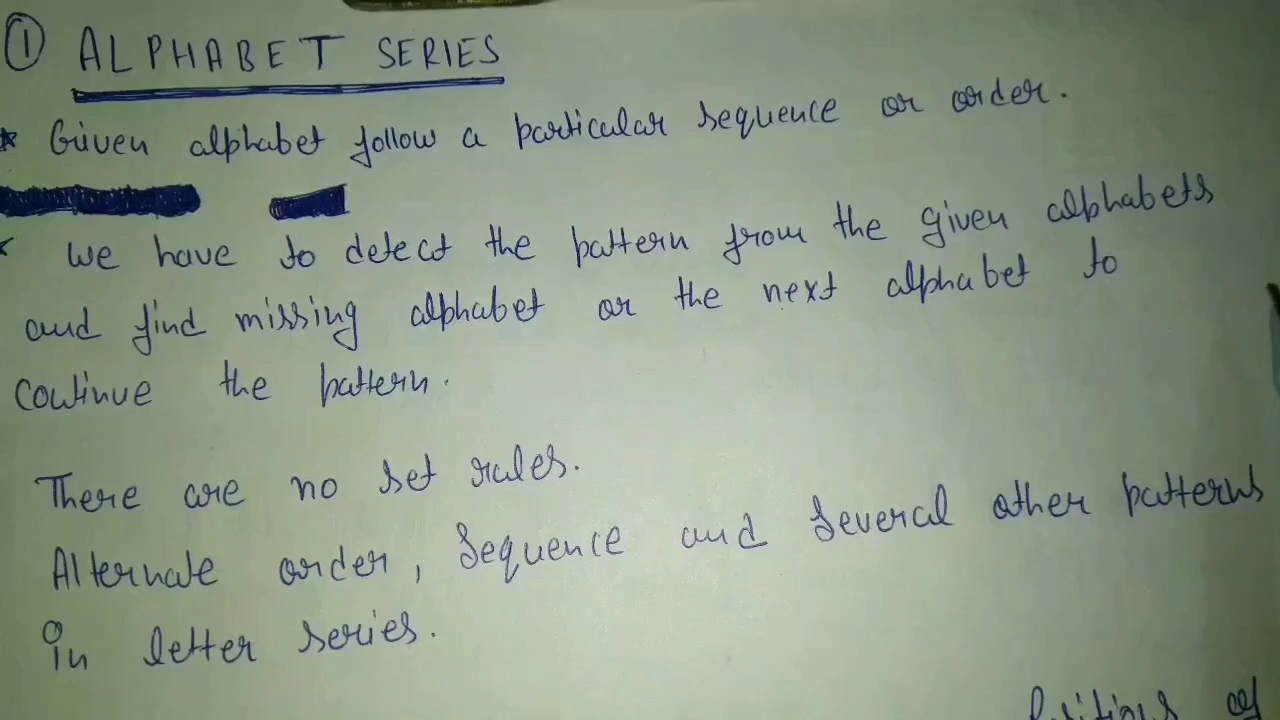 ① ALPHABET SERIES
* Given alphabet follow a particular sequence or order.
* We have to detect the pattern from the given alphabets
and find missing alphabet or the next alphabet to
continue the pattern.
There are no set rules.
Alternate order, sequence and several other patterns
in letter series.
Positions of